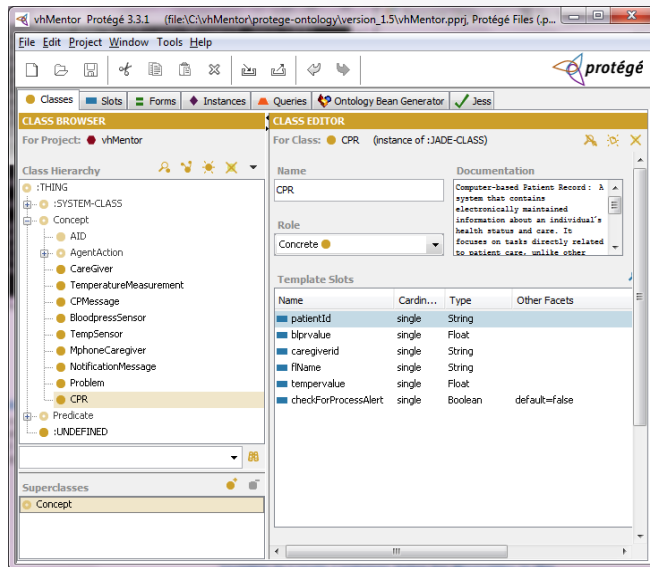 vhMentor Protégé 3.3.1 (file:\C:\vhMentor\protege-ontology\version_1.5\vhMentor.pprj, Protégé Files (.p...
File Edit Project Window Tools Help
protégé
Classes Slots Forms Instances Queries Ontology Bean Generator Jess
CLASS BROWSER
For Project: vhMentor
Class Hierarchy
:THING
:SYSTEM-CLASS
Concept
AID
AgentAction
CareGiver
TemperatureMeasurement
CPMessage
BloodpressSensor
TempSensor
MphoneCaregiver
NotificationMessage
Problem
CPR
Predicate
:UNDEFINED
Superclasses
Concept
CLASS EDITOR
For Class: CPR (instance of :JADE-CLASS)
Name
CPR
Role
Concrete
Documentation
Computer-based Patient Record: A
system that contains
electronically maintained
information about an individual's
health status and care. It
focuses on tasks directly related
to patient care, unlike other
Template Slots
Name Cardin... Type Other Facets
patientId single String
blprvalue single Float
caregiverid single String
flName single String
tempervalue single Float
checkForProcessAlert single Boolean default=false